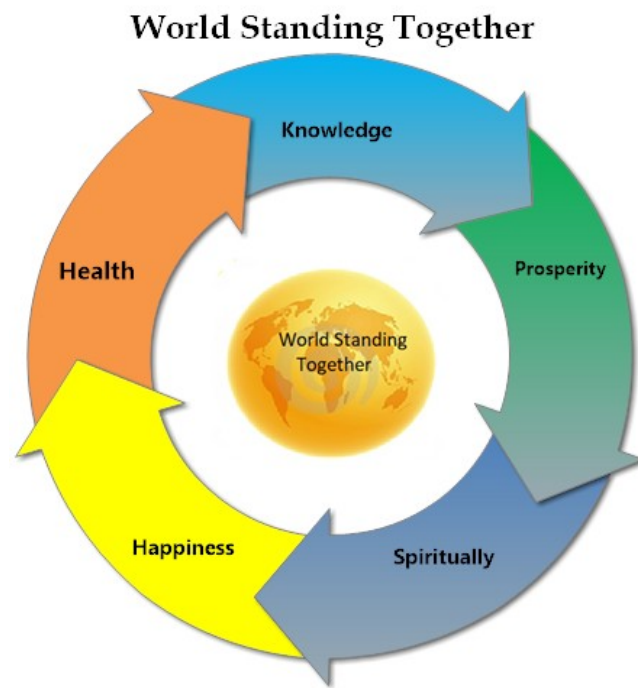 World Standing Together
Knowledge
Prosperity
Health
World Standing
Together
Happiness
Spiritually